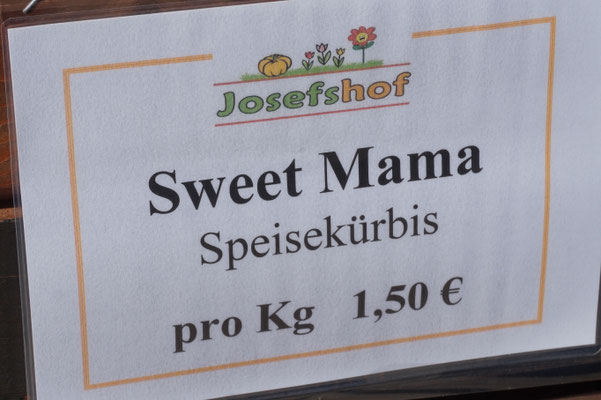 Josefshof
Sweet Mama
Speisekürbis
pro Kg 1,50 €